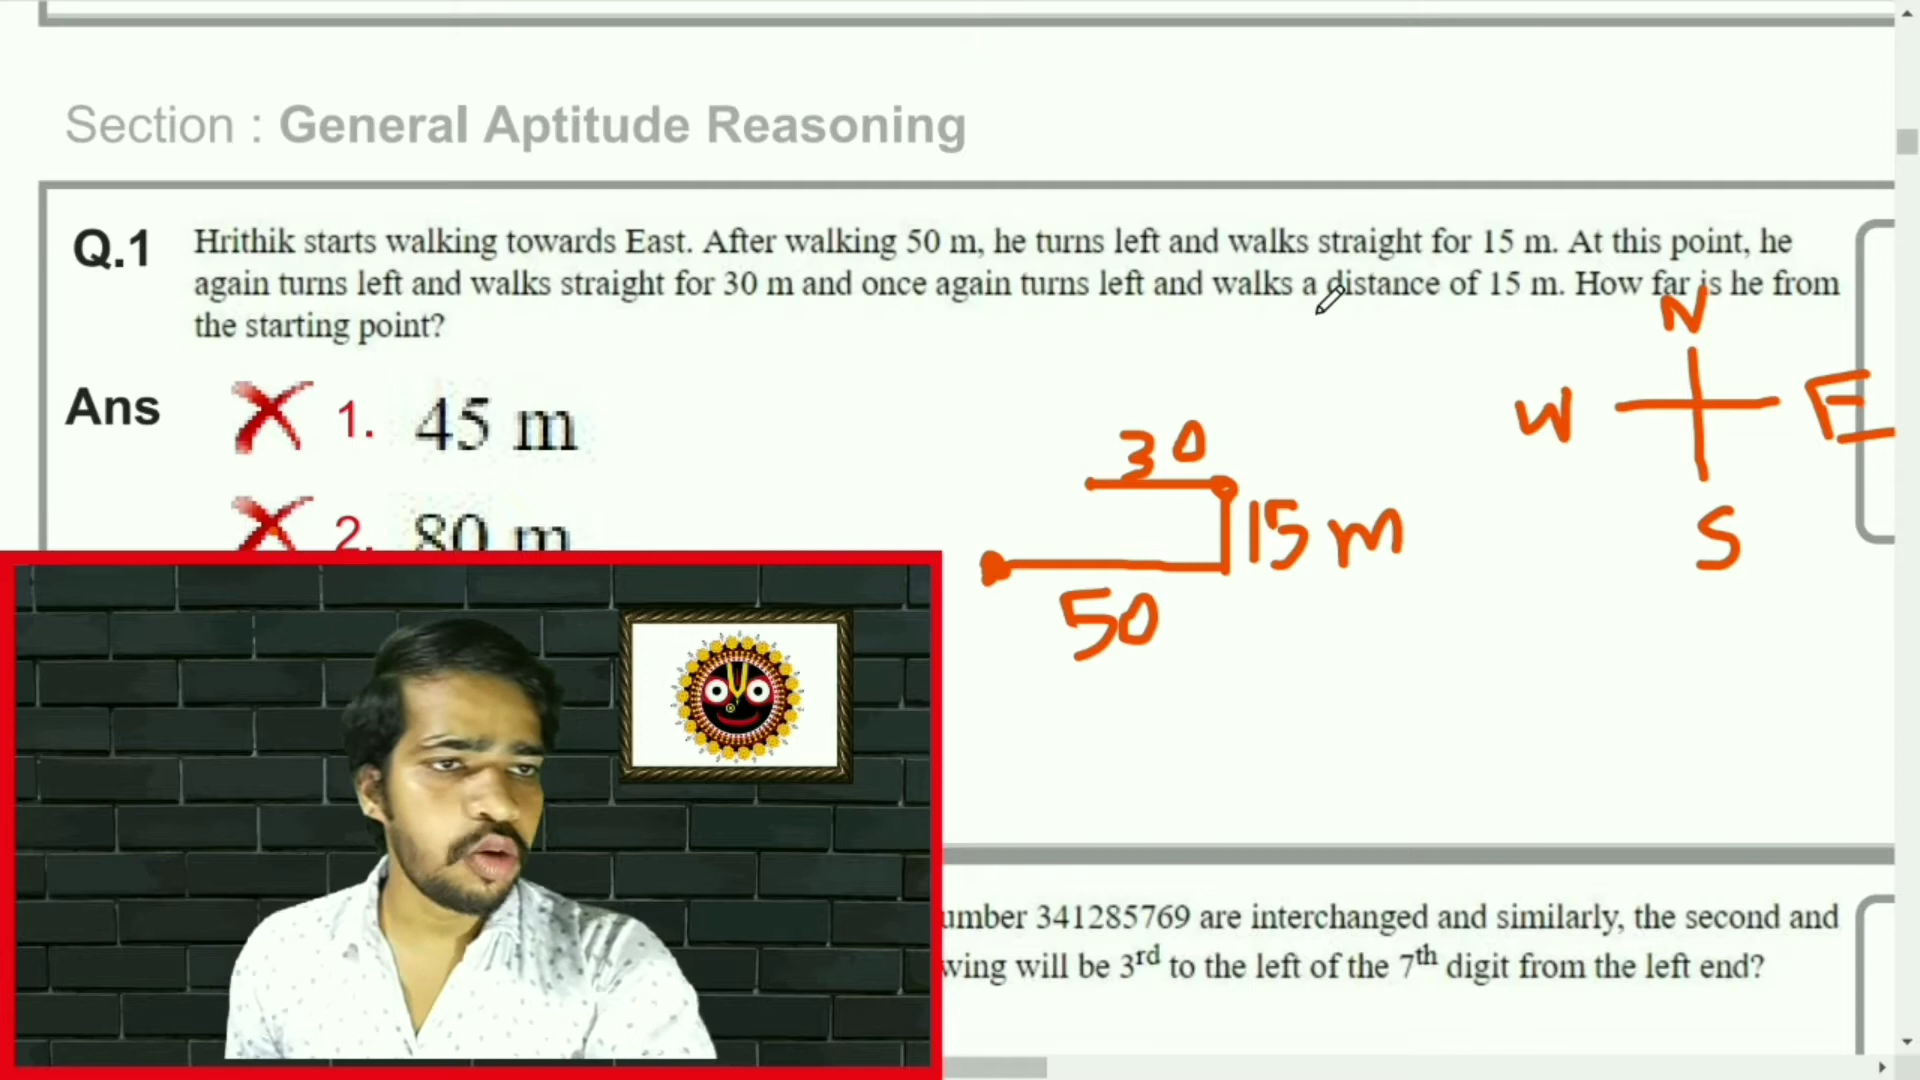 Section : General Aptitude Reasoning
Q.1 Hrithik starts walking towards East. After walking 50 m, he turns left and walks straight for 15 m. At this point, he
again turns left and walks straight for 30 m and once again turns left and walks a distance of 15 m. How far is he from
the starting point?
N
Ans 1. 45 m
W E
30
2. 80 m
15 m
S
50
341285769 are interchanged and similarly, the second and
will be 3rd to the left of the 7th digit from the left end?